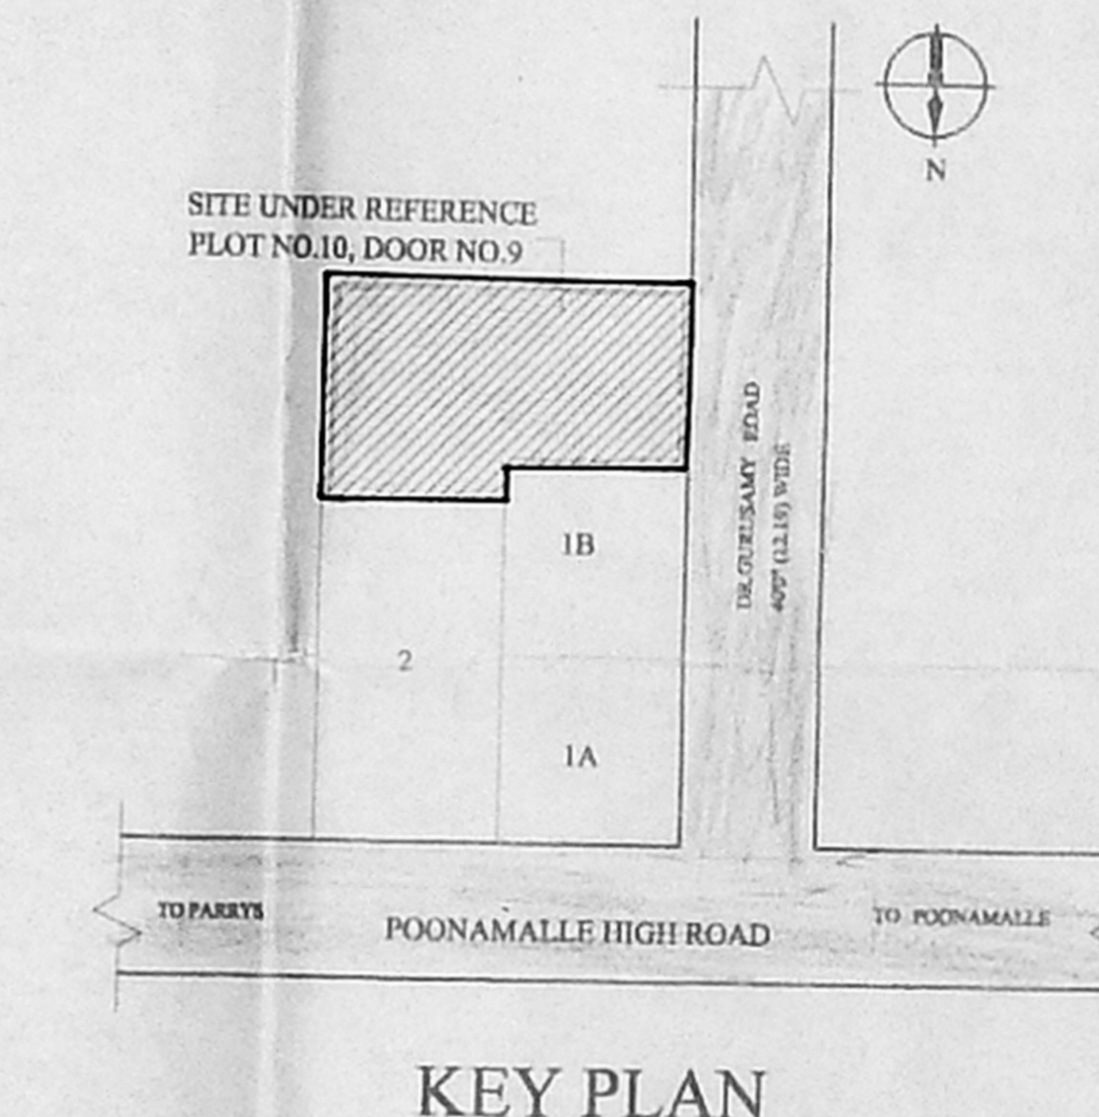 N
SITE UNDER REFERENCE
PLOT NO.10, DOOR NO.9
DR.GURUSAMY ROAD
40'0" (12.19) WIDE
1B
2
1A
TO PARRYS
POONAMALLE HIGH ROAD
TO POONAMALLE
KEY PLAN